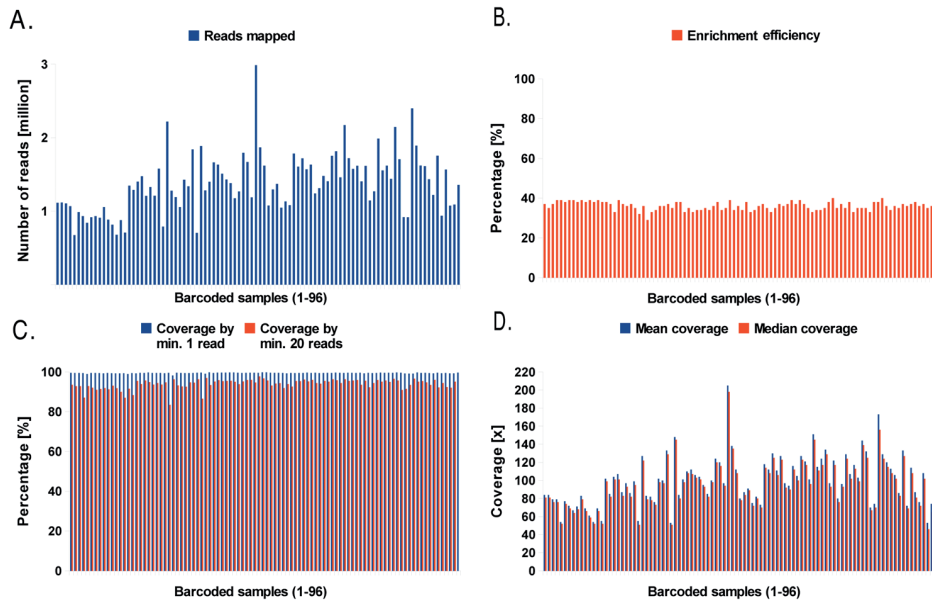 A.
Reads mapped
Number of reads [million]
3
2
1
Barcoded samples (1-96)
B.
Enrichment efficiency
Percentage [%]
100
80
60
40
20
0
Barcoded samples (1-96)
C.
Coverage by min. 1 read
Coverage by min. 20 reads
Percentage [%]
100
80
60
40
20
0
Barcoded samples (1-96)
D.
Mean coverage
Median coverage
Coverage [x]
220
200
180
160
140
120
100
80
60
40
20
0
Barcoded samples (1-96)